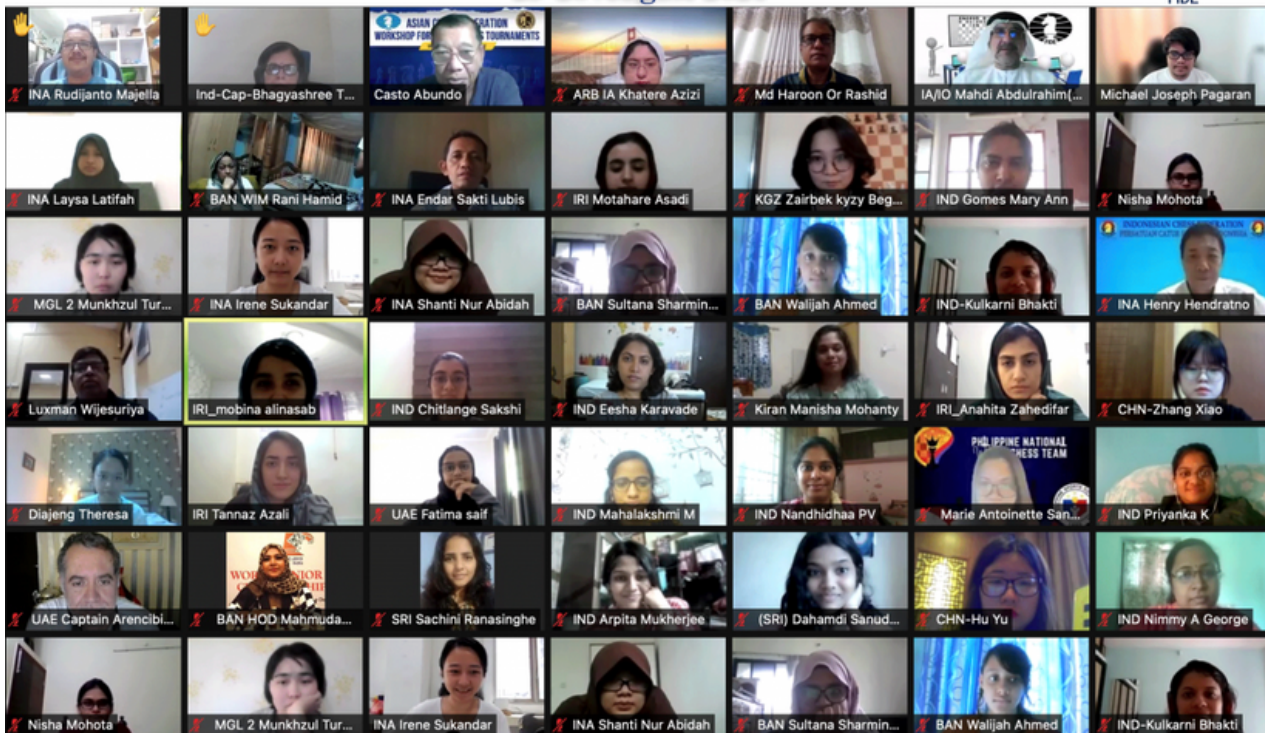 FIDE
ASIAN CHESS FEDERATION
TOURNAMENTS
INA Rudijanto Majella
Ind-Cap-Bhagyashree T...
Casto Abundo
ARB IA Khatere Azizi
Md Haroon Or Rashid
IA/IO Mahdi Abdulrahim(...
Michael Joseph Pagaran
INA Laysa Latifah
BAN WIM Rani Hamid
INA Endar Sakti Lubis
IRI Motahare Asadi
KGZ Zairbek kyzy Beg...
IND Gomes Mary Ann
Nisha Mohota
INDONESIAN CHESS FEDERATION
MGL 2 Munkhzul Tur...
INA Irene Sukandar
INA Shanti Nur Abidah
BAN Sultana Sharmin...
BAN Walijah Ahmed
IND-Kulkarni Bhakti
INA Henry Hendratno
Luxman Wijesuriya
IRI_mobina alinasab
IND Chitlange Sakshi
IND Eesha Karavade
Kiran Manisha Mohanty
IRI_Anahita Zahedifar
CHN-Zhang Xiao
PHILIPPINE NATIONAL
CHESS TEAM
Diajeng Theresa
IRI Tannaz Azali
UAE Fatima saif
IND Mahalakshmi M
IND Nandhidhaa PV
Marie Antoinette San...
IND Priyanka K
UAE Captain Arencibi...
BAN HOD Mahmuda...
SRI Sachini Ranasinghe
IND Arpita Mukherjee
(SRI) Dahamdi Sanud...
CHN-Hu Yu
IND Nimmy A George
Nisha Mohota
MGL 2 Munkhzul Tur...
INA Irene Sukandar
INA Shanti Nur Abidah
BAN Sultana Sharmin...
BAN Walijah Ahmed
IND-Kulkarni Bhakti